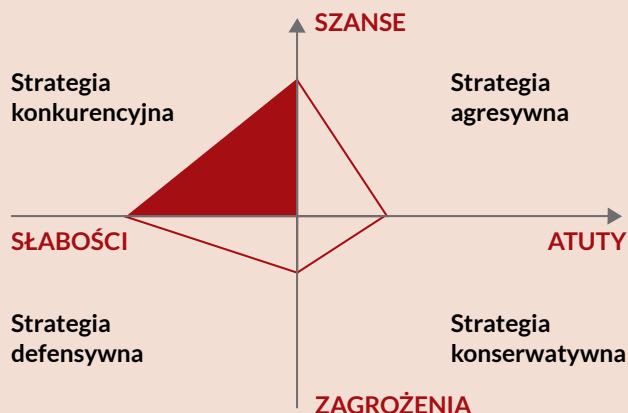 SZANSE
Strategia
konkurencyjna
Strategia
agresywna
SŁABOŚCI
ATUTY
Strategia
defensywna
Strategia
konserwatywna
ZAGROŻENIA